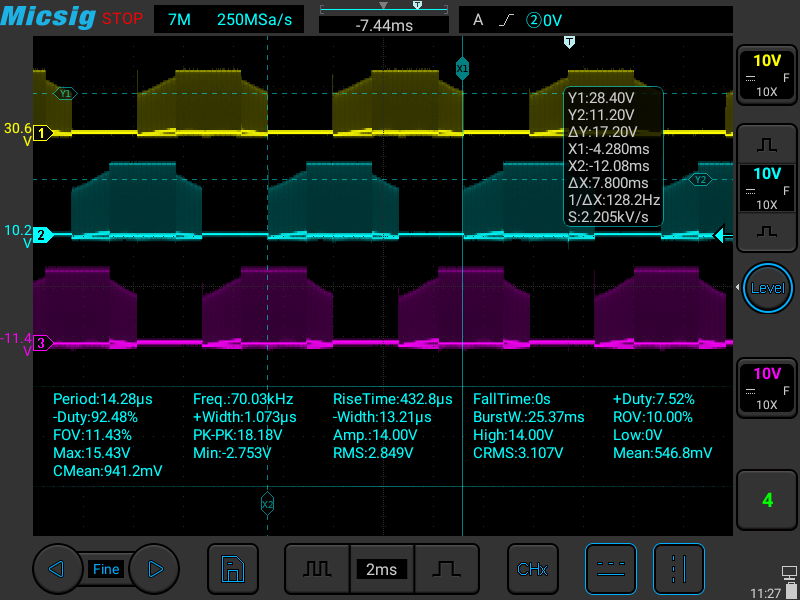 Micsig STOP 7M 250MSa/s -7.44ms A ②0V
T
T
X1
10V
F
10X
Y1
Y1:28.40V
Y2:11.20V
ΔY:17.20V
X1:-4.280ms
X2:-12.08ms
ΔX:7.800ms
1/ΔX:128.2Hz
S:2.205kV/s
30.6
V
1
10V
F
10X
Y2
10.2
V
2
Level
-11.4
V
3
10V
F
10X
Period:14.28µs Freq.:70.03kHz RiseTime:432.8µs FallTime:0s +Duty:7.52%
-Duty:92.48% +Width:1.073µs -Width:13.21µs BurstW.:25.37ms ROV:10.00%
FOV:11.43% PK-PK:18.18V Amp.:14.00V High:14.00V Low:0V
Max:15.43V Min:-2.753V RMS:2.849V CRMS:3.107V Mean:546.8mV
CMean:941.2mV
X2
4
Fine 2ms CHx
11:27